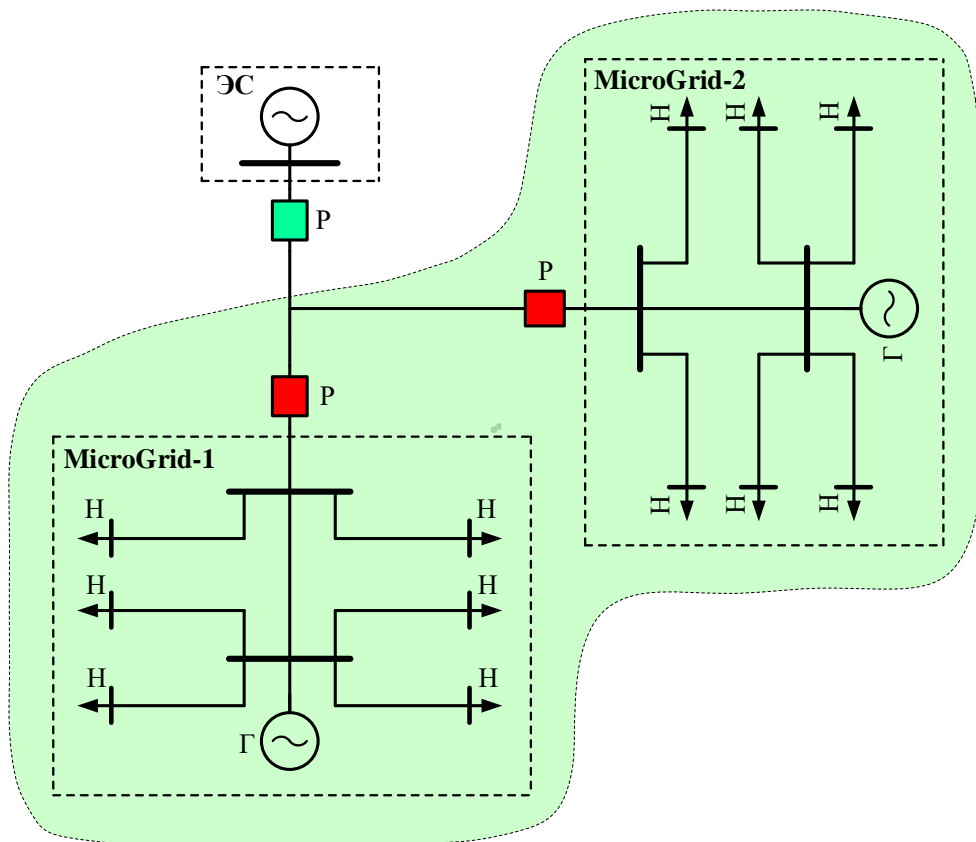 ЭС
MicroGrid-2
Н Н Н
Р
Р
Г
Р
Н Н Н
MicroGrid-1
Н Н
Н Н
Н Н
Г